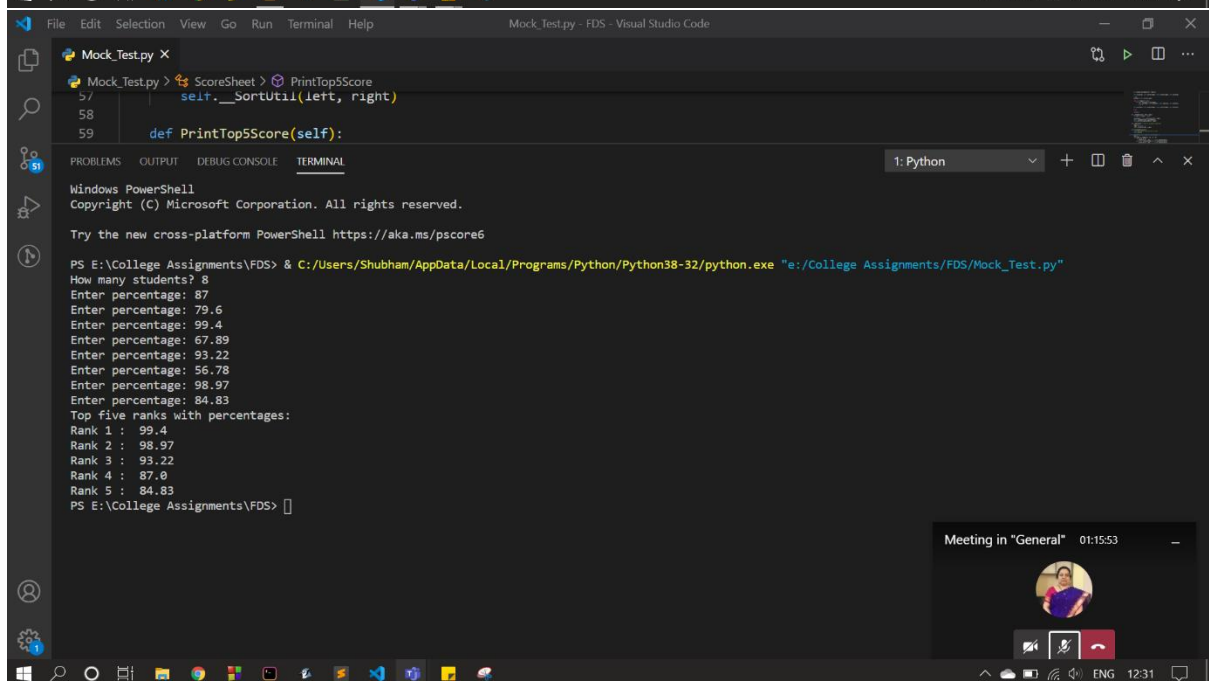 File Edit Selection View Go Run Terminal Help Mock_Test.py - FDS - Visual Studio Code
Mock_Test.py
Mock_Test.py > ScoreSheet > PrintTop5Score
57 self.__SortUtil(left, right)
58
59 def PrintTop5Score(self):
PROBLEMS OUTPUT DEBUG CONSOLE TERMINAL 1: Python
51
Windows PowerShell
Copyright (C) Microsoft Corporation. All rights reserved.
Try the new cross-platform PowerShell https://aka.ms/pscore6
PS E:\College Assignments\FDS> & C:/Users/Shubham/AppData/Local/Programs/Python/Python38-32/python.exe "e:/College Assignments/FDS/Mock_Test.py"
How many students? 8
Enter percentage: 87
Enter percentage: 79.6
Enter percentage: 99.4
Enter percentage: 67.89
Enter percentage: 93.22
Enter percentage: 56.78
Enter percentage: 98.97
Enter percentage: 84.83
Top five ranks with percentages:
Rank 1 : 99.4
Rank 2 : 98.97
Rank 3 : 93.22
Rank 4 : 87.0
Rank 5 : 84.83
PS E:\College Assignments\FDS>
Meeting in "General" 01:15:53
1
ENG 12:31